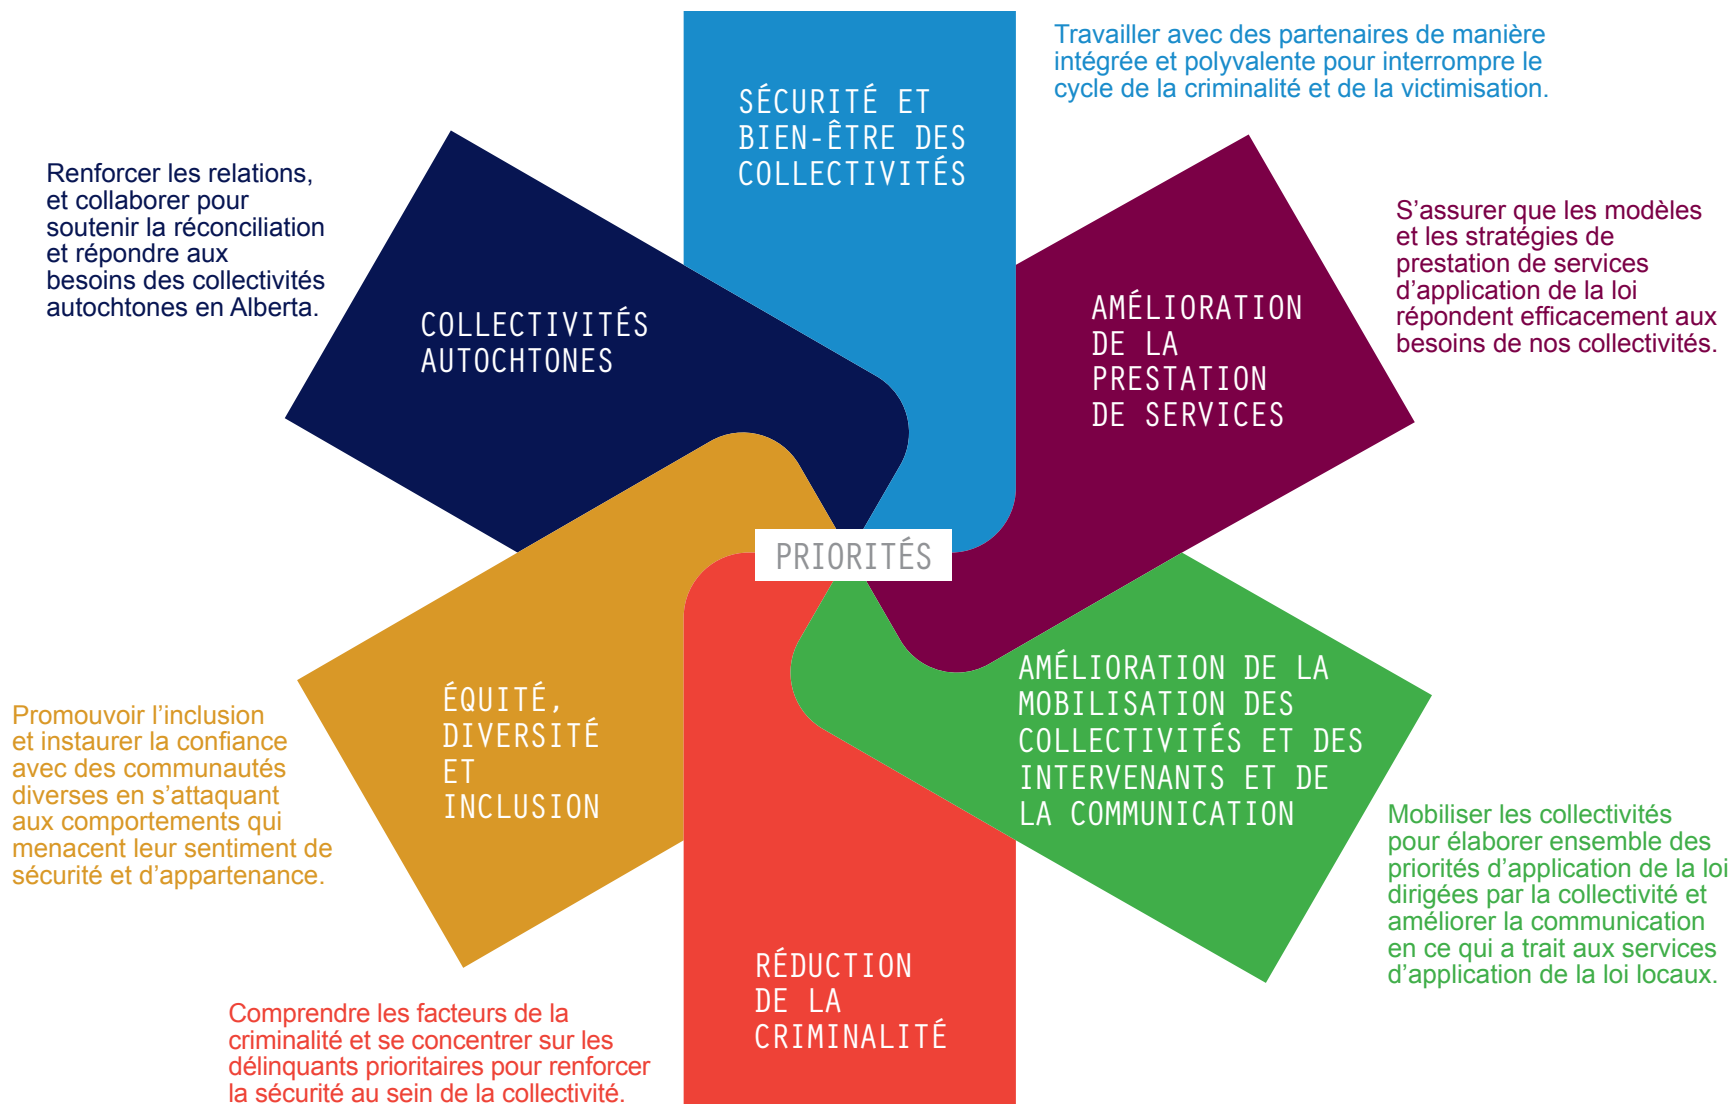 Travailler avec des partenaires de manière
intégrée et polyvalente pour interrompre le
cycle de la criminalité et de la victimisation.
SÉCURITÉ ET
BIEN-ÊTRE DES
COLLECTIVITÉS
Renforcer les relations,
et collaborer pour
soutenir la réconciliation
et répondre aux
besoins des collectivités
autochtones en Alberta.
COLLECTIVITÉS
AUTOCHTONES
AMÉLIORATION
DE LA
PRESTATION
DE SERVICES
S’assurer que les modèles
et les stratégies de
prestation de services
d’application de la loi
répondent efficacement aux
besoins de nos collectivités.
PRIORITÉS
Promouvoir l’inclusion
et instaurer la confiance
avec des communautés
diverses en s’attaquant
aux comportements qui
menacent leur sentiment de
sécurité et d’appartenance.
ÉQUITÉ,
DIVERSITÉ
ET
INCLUSION
AMÉLIORATION DE LA
MOBILISATION DES
COLLECTIVITÉS ET DES
INTERVENANTS ET DE
LA COMMUNICATION
Mobiliser les collectivités
pour élaborer ensemble des
priorités d’application de la loi
dirigées par la collectivité et
améliorer la communication
en ce qui a trait aux services
d’application de la loi locaux.
RÉDUCTION
DE LA
CRIMINALITÉ
Comprendre les facteurs de la
criminalité et se concentrer sur les
délinquants prioritaires pour renforcer
la sécurité au sein de la collectivité.